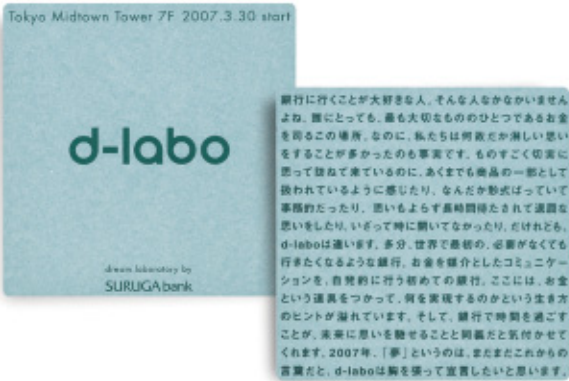 Tokyo Midtown Tower 7F 2007.3.30 start
d-labo
dream laboratory by
SURUGA bank
銀行に行くことが大好きな人。そんな人なかなかいません
よね。誰にとっても、最も大切なもののひとつであるお金
を司るこの場所。なのに、私たちは何故だか淋しい思い
をすることが多かったのも事実です。ものすごく切実に
思って訪ねて来ているのに、あくまでも商品の一部として
扱われているように感じたり、なんだか形式ばっていて
事務的だったり、思いもよらず長時間待たされて退屈な
思いをしたり、いざって時に開いてなかったり。だけれども、
d-laboは違います。多分、世界で最初の、必要がなくても
行きたくなるような銀行。お金を媒介としたコミュニケー
ションを、自発的に行う初めての銀行。ここには、お金
という道具をつかって、何を実現するのかという生き方
のヒントが溢れています。そして、銀行で時間を過ごす
ことが、未来に思いを馳せることと同義だと気付かせて
くれます。2007年、「夢」というのは、まだまだこれからの
言葉だと、d-laboは胸を張って宣言したいと思います。